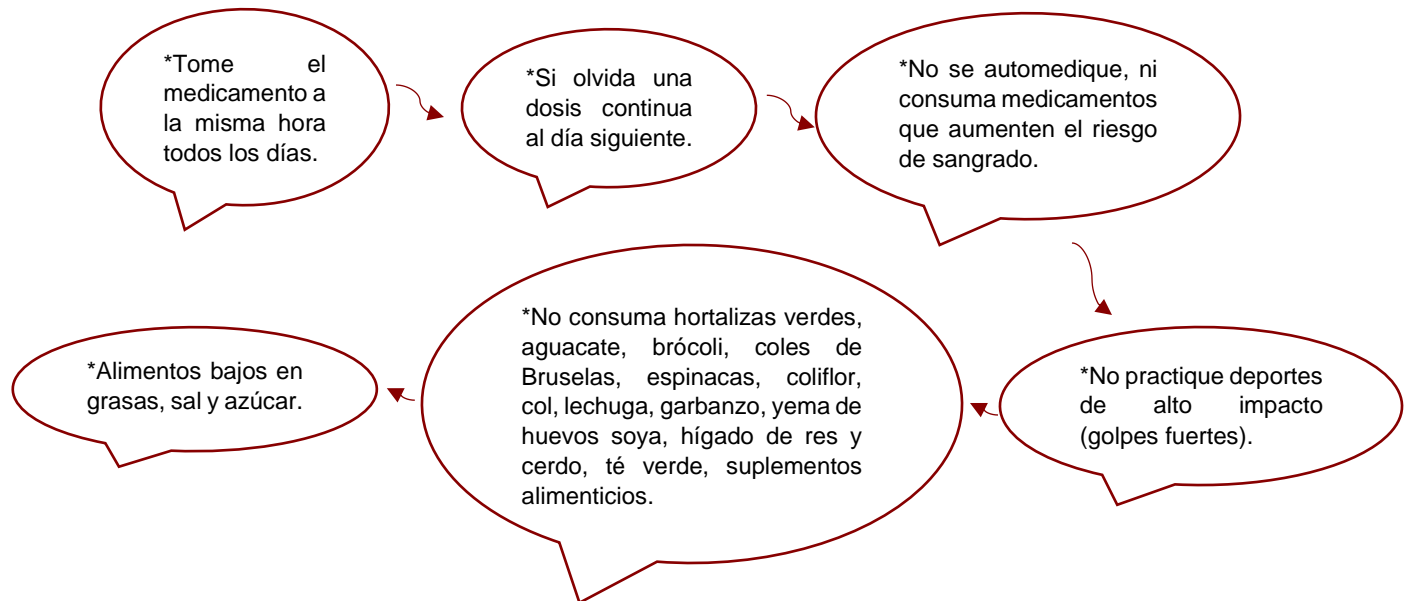 *Tome el
medicamento a
la misma hora
todos los días.
*Si olvida una
dosis continua
al día siguiente.
*No se automedique, ni
consuma medicamentos
que aumenten el riesgo
de sangrado.
*No practique deportes
de alto impacto
(golpes fuertes).
*No consuma hortalizas verdes,
aguacate, brócoli, coles de
Bruselas, espinacas, coliflor,
col, lechuga, garbanzo, yema de
huevos soya, hígado de res y
cerdo, té verde, suplementos
alimenticios.
*Alimentos bajos en
grasas, sal y azúcar.